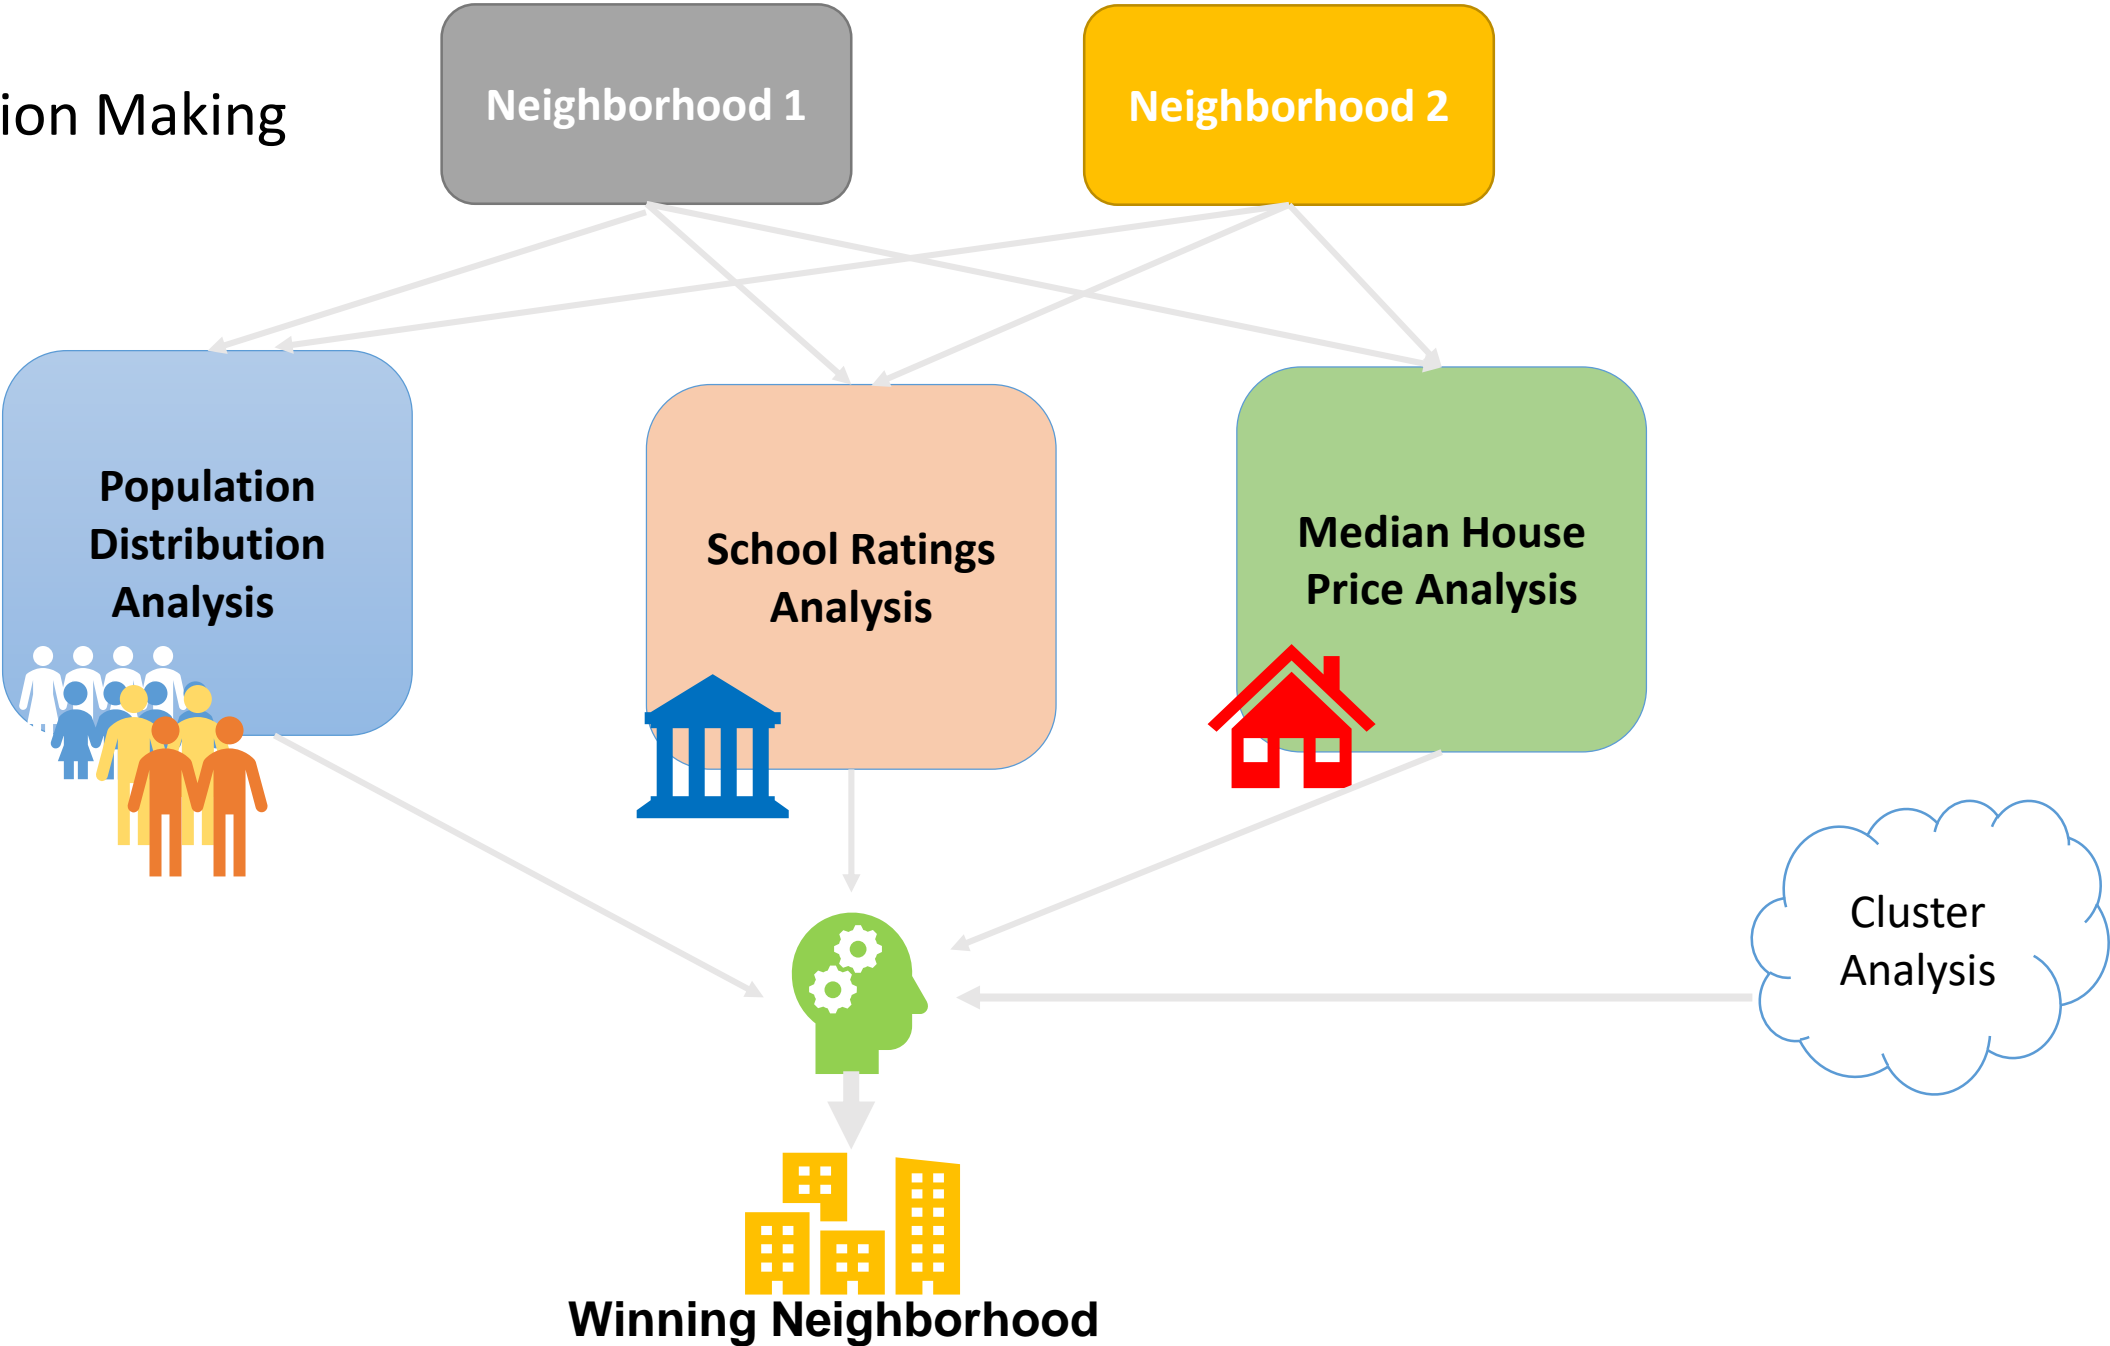 ion Making
Neighborhood 1
Neighborhood 2
Population
Distribution
Analysis
School Ratings
Analysis
Median House
Price Analysis
Cluster
Analysis
Winning Neighborhood